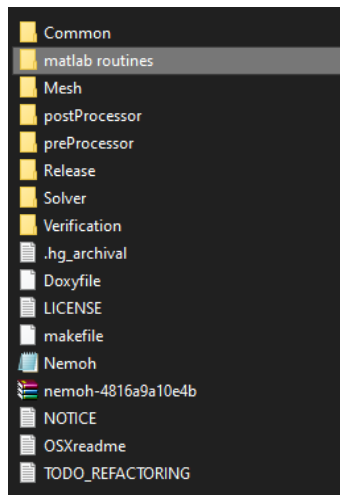 Common
matlab routines
Mesh
postProcessor
preProcessor
Release
Solver
Verification
.hg_archival
Doxyfile
LICENSE
makefile
Nemoh
nemoh-4816a9a10e4b
NOTICE
OSXreadme
TODO_REFACTORING